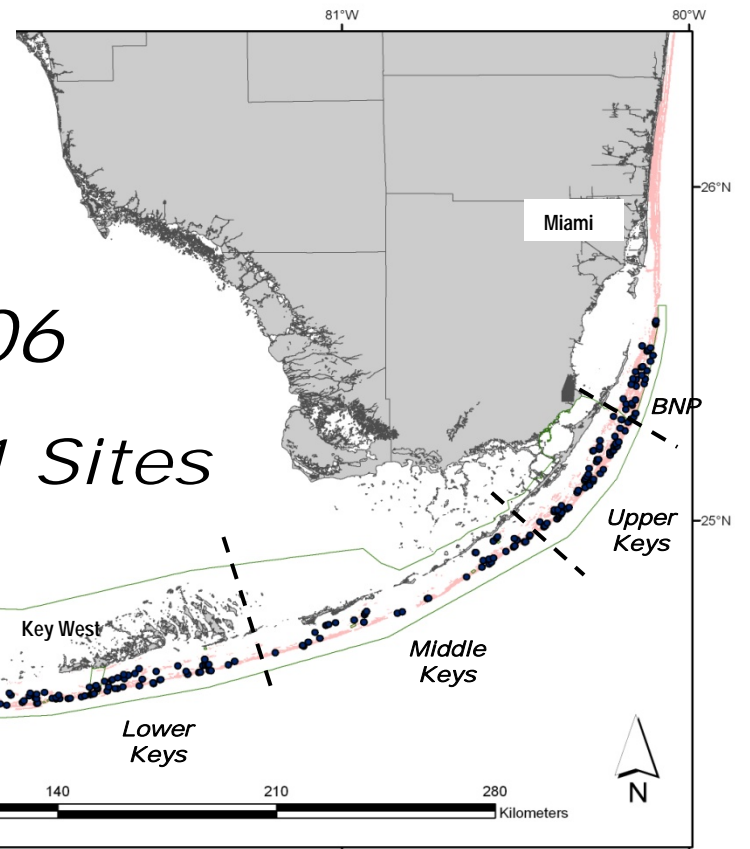 81°W
80°W
26°N
Miami
06
Sites
BNP
25°N
Upper
Keys
Key West
Middle
Keys
Lower
Keys
N
140
210
280
Kilometers